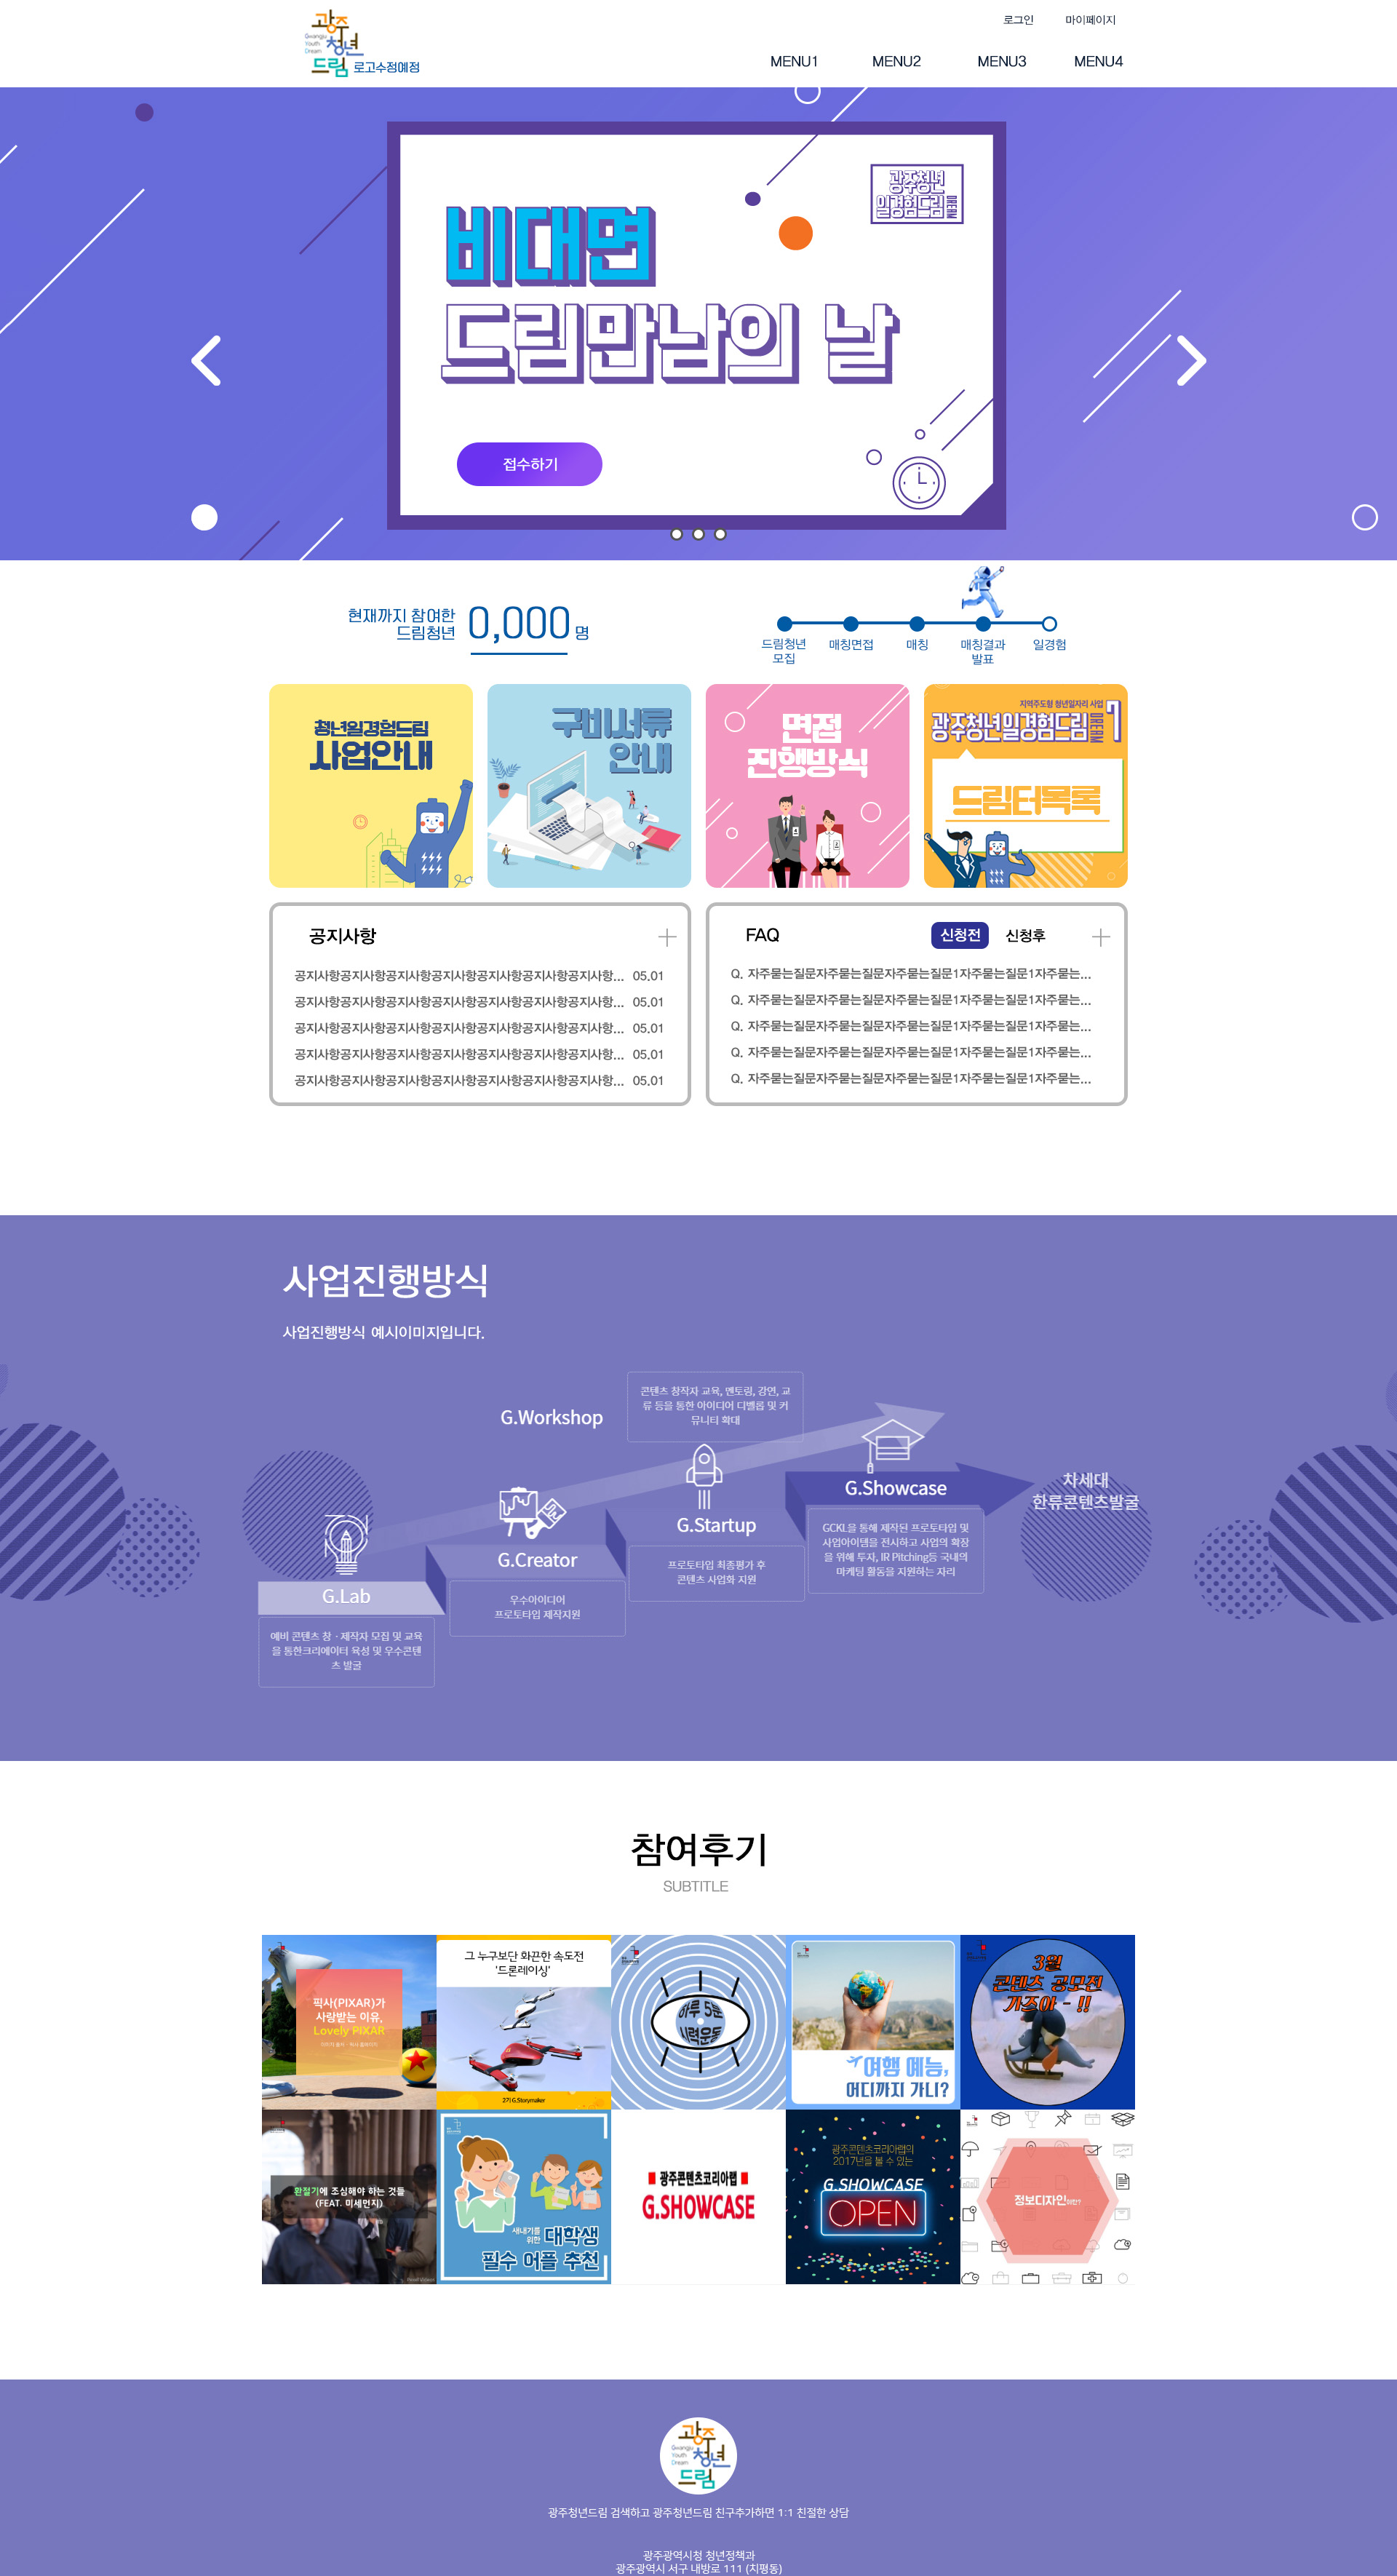 광주
Gwangju
Youth
Dream
청년
드림
로고수정예정
로그인
마이페이지
MENU1
MENU2
MENU3
MENU4
광주청년
일경험드림
DREAM
비대면
드림만남의 날
접수하기
현재까지 참여한
드림청년
0,000 명
드림청년
모집
매칭면접
매칭
매칭결과
발표
일경험
청년일경험드림
사업안내
구비서류
안내
면접
진행방식
지역주도형 청년일자리 사업
광주청년일경험드림
DREAM
7
드림터목록
공지사항
공지사항공지사항공지사항공지사항공지사항공지사항공지사항... 05.01
공지사항공지사항공지사항공지사항공지사항공지사항공지사항... 05.01
공지사항공지사항공지사항공지사항공지사항공지사항공지사항... 05.01
공지사항공지사항공지사항공지사항공지사항공지사항공지사항... 05.01
공지사항공지사항공지사항공지사항공지사항공지사항공지사항... 05.01
FAQ
신청전
신청후
Q. 자주묻는질문자주묻는질문자주묻는질문1자주묻는질문1자주묻는...
Q. 자주묻는질문자주묻는질문자주묻는질문1자주묻는질문1자주묻는...
Q. 자주묻는질문자주묻는질문자주묻는질문1자주묻는질문1자주묻는...
Q. 자주묻는질문자주묻는질문자주묻는질문1자주묻는질문1자주묻는...
Q. 자주묻는질문자주묻는질문자주묻는질문1자주묻는질문1자주묻는...
사업진행방식
사업진행방식 예시이미지입니다.
G.Workshop
콘텐츠 창작자 교육, 멘토링, 강연, 교
류 등을 통한 아이디어 디벨롭 및 커
뮤니티 확대
G.Showcase
GCKL을 통해 제작된 프로토타입 및
사업아이템을 전시하고 사업의 확장
을 위해 투자, IR Pitching등 국내외
마케팅 활동을 지원하는 자리
차세대
한류콘텐츠발굴
G.Startup
프로토타입 최종평가 후
콘텐츠 사업화 지원
G.Creator
우수아이디어
프로토타입 제작지원
G.Lab
예비 콘텐츠 창 · 제작자 모집 및 교육
을 통한크리에이터 육성 및 우수콘텐
츠 발굴
참여후기
SUBTITLE
픽사(PIXAR)가
사랑받는 이유,
Lovely PIXAR
그 누구보단 화끈한 속도전
'드론레이싱'
2기 G.Storymaker
하루 5분
시력운동
여행 예능,
어디까지 가니?
3월
콘텐츠 공모전
가즈아 - !!
환절기에 조심해야 하는 것들
(FEAT. 미세먼지)
새내기를
위한
대학생
필수 어플 추천
광주콘텐츠코리아랩
G.SHOWCASE
광주콘텐츠코리아랩의
2017년을 볼 수 있는
G.SHOWCASE
OPEN
정보디자인이란?
광주
Gwangju
Youth
Dream
청년
드림
광주청년드림 검색하고 광주청년드림 친구추가하면 1:1 친절한 상담
광주광역시청 청년정책과
광주광역시 서구 내방로 111 (치평동)